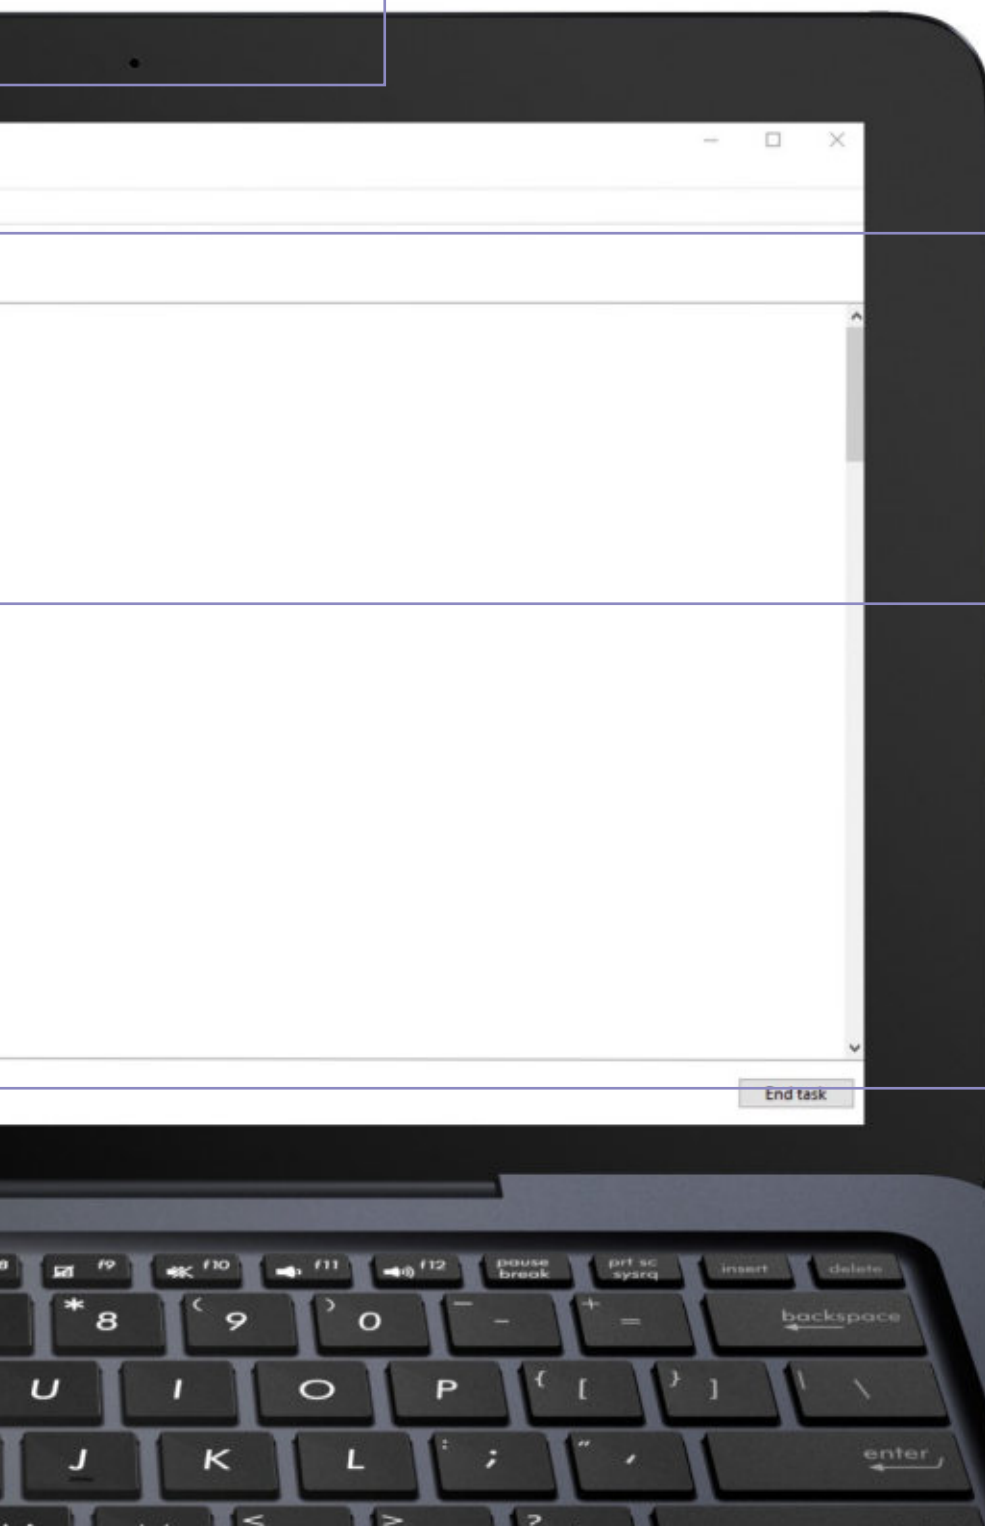 End task
f9 f10 f11 f12 pause break prt sc sysrq insert delete
* 8 ( 9 ) 0 _ - + = backspace
U I O P { [ } ] | \
J K L : ; " ' enter
< > ?